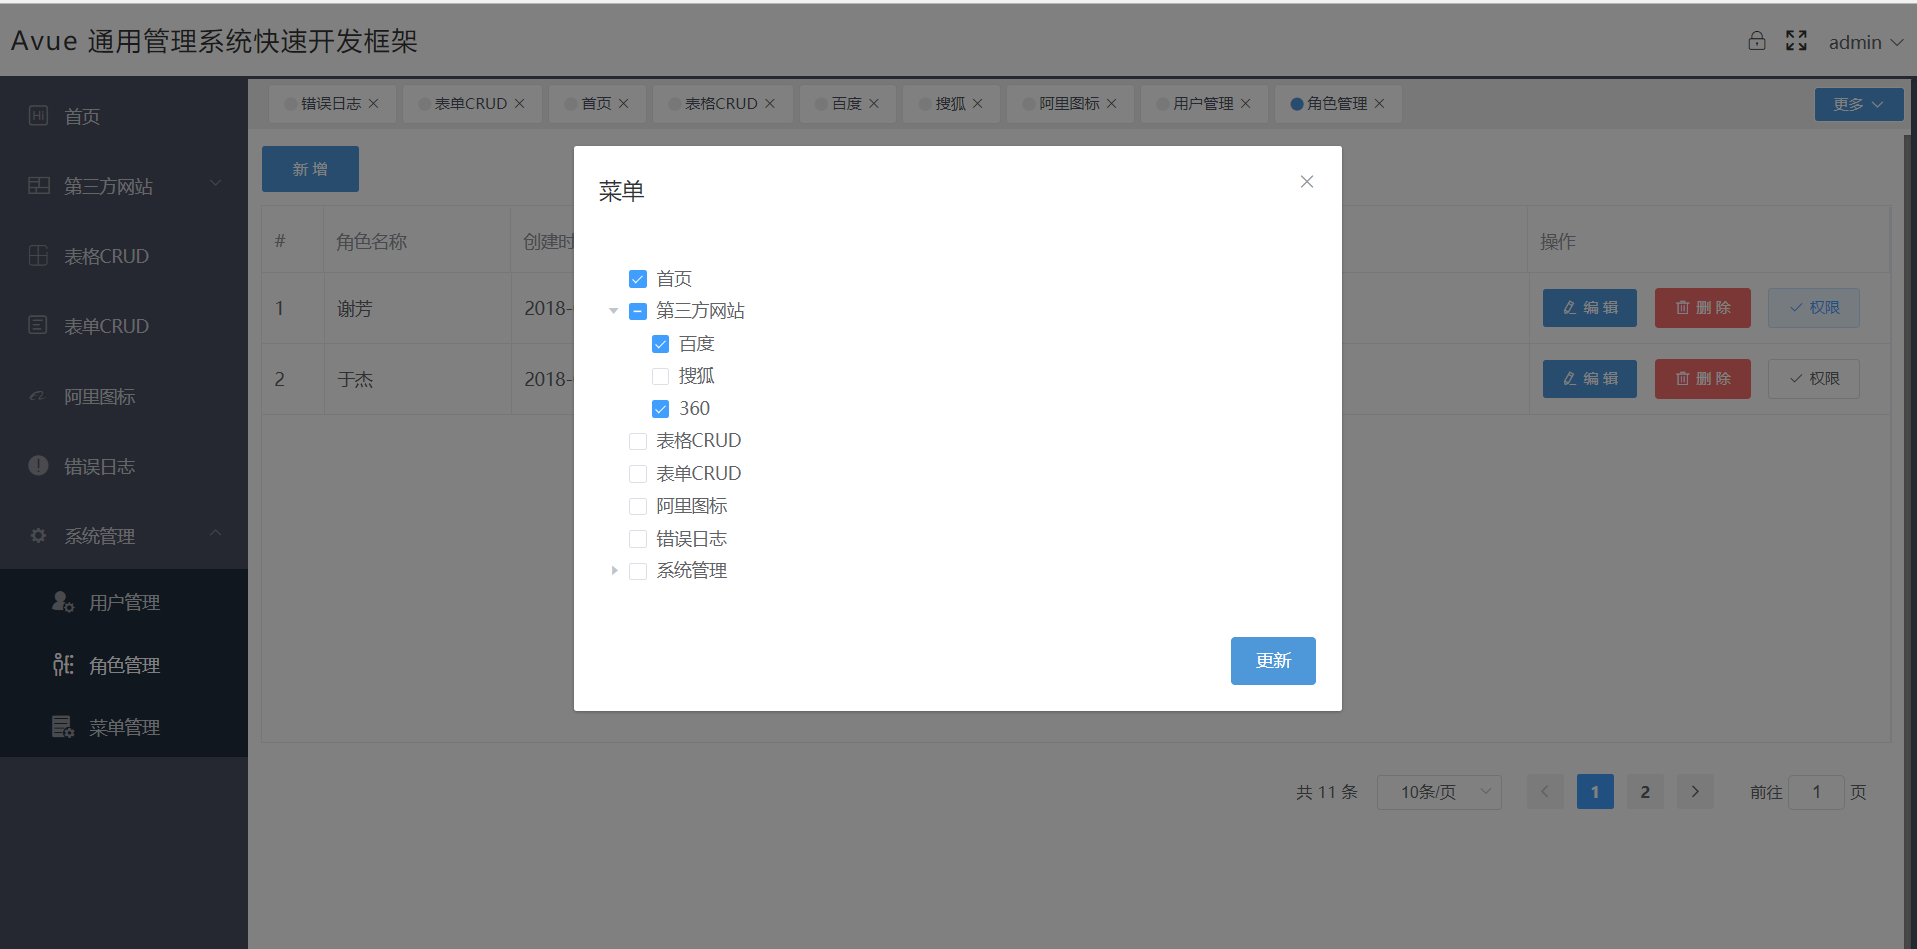 Avue 通用管理系统快速开发框架
admin
错误日志 表单CRUD 首页 表格CRUD 百度 搜狐 阿里图标 用户管理 角色管理 更多
首页
第三方网站
表格CRUD
表单CRUD
阿里图标
错误日志
系统管理
用户管理
角色管理
菜单管理
新增
# 角色名称 创建时 操作
1 谢芳 2018- 编辑 删除 权限
2 于杰 2018- 编辑 删除 权限
菜单
首页
第三方网站
百度
搜狐
360
表格CRUD
表单CRUD
阿里图标
错误日志
系统管理
更新
共 11 条 10条/页 1 2 前往 1 页